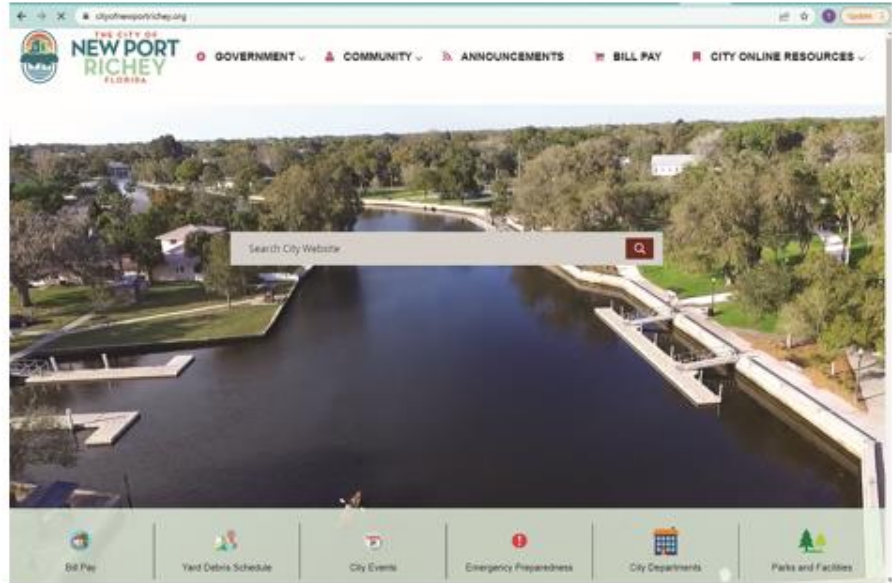 cityofnewportrichey.org
Update
THE CITY OF
NEW PORT
RICHEY
FLORIDA
GOVERNMENT
COMMUNITY
ANNOUNCEMENTS
BILL PAY
CITY ONLINE RESOURCES
Search City Website
Bill Pay
Yard Debris Schedule
City Events
Emergency Preparedness
City Departments
Parks and Facilities